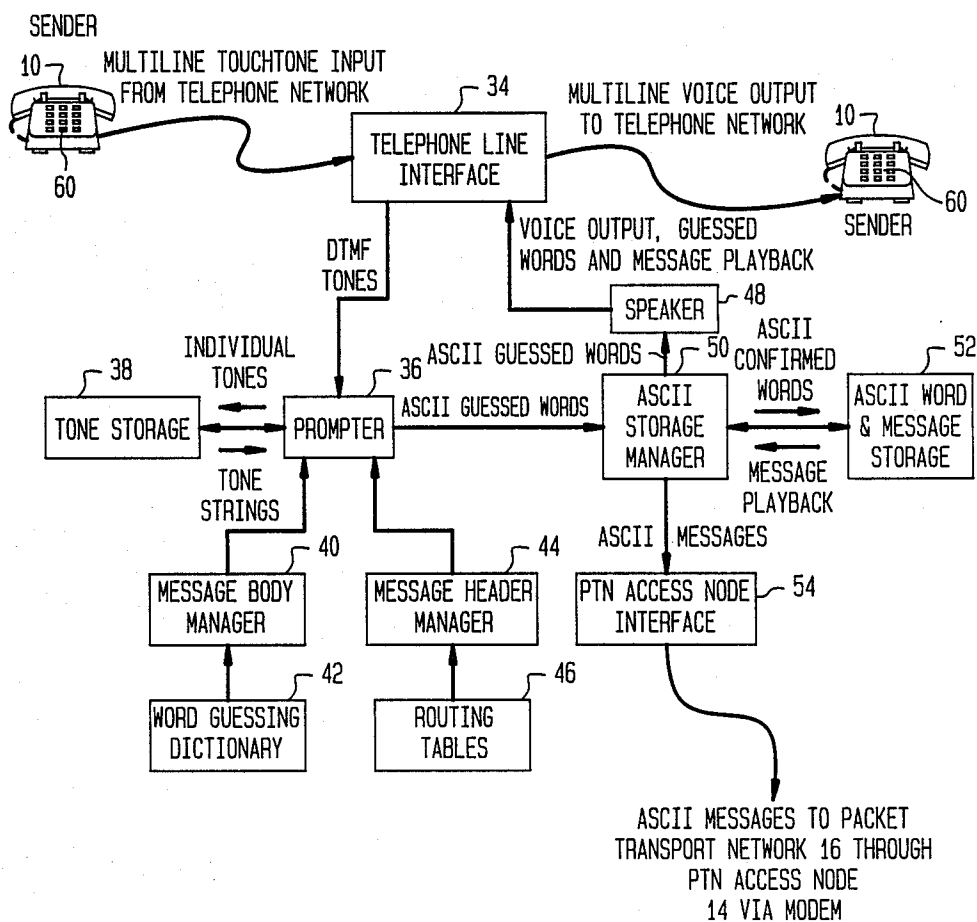 SENDER
10
MULTILINE TOUCHTONE INPUT
FROM TELEPHONE NETWORK
60
34
TELEPHONE LINE
INTERFACE
MULTILINE VOICE OUTPUT
TO TELEPHONE NETWORK
10
60
SENDER
DTMF
TONES
VOICE OUTPUT, GUESSED
WORDS AND MESSAGE PLAYBACK
SPEAKER
48
38
TONE STORAGE
INDIVIDUAL
TONES
TONE
STRINGS
36
PROMPTER
ASCII GUESSED WORDS
ASCII GUESSED WORDS
50
ASCII
STORAGE
MANAGER
ASCII
CONFIRMED
WORDS
MESSAGE
PLAYBACK
52
ASCII WORD
& MESSAGE
STORAGE
40
MESSAGE BODY
MANAGER
44
MESSAGE HEADER
MANAGER
ASCII MESSAGES
PTN ACCESS NODE
INTERFACE
54
42
WORD GUESSING
DICTIONARY
46
ROUTING
TABLES
ASCII MESSAGES TO PACKET
TRANSPORT NETWORK 16 THROUGH
PTN ACCESS NODE
14 VIA MODEM